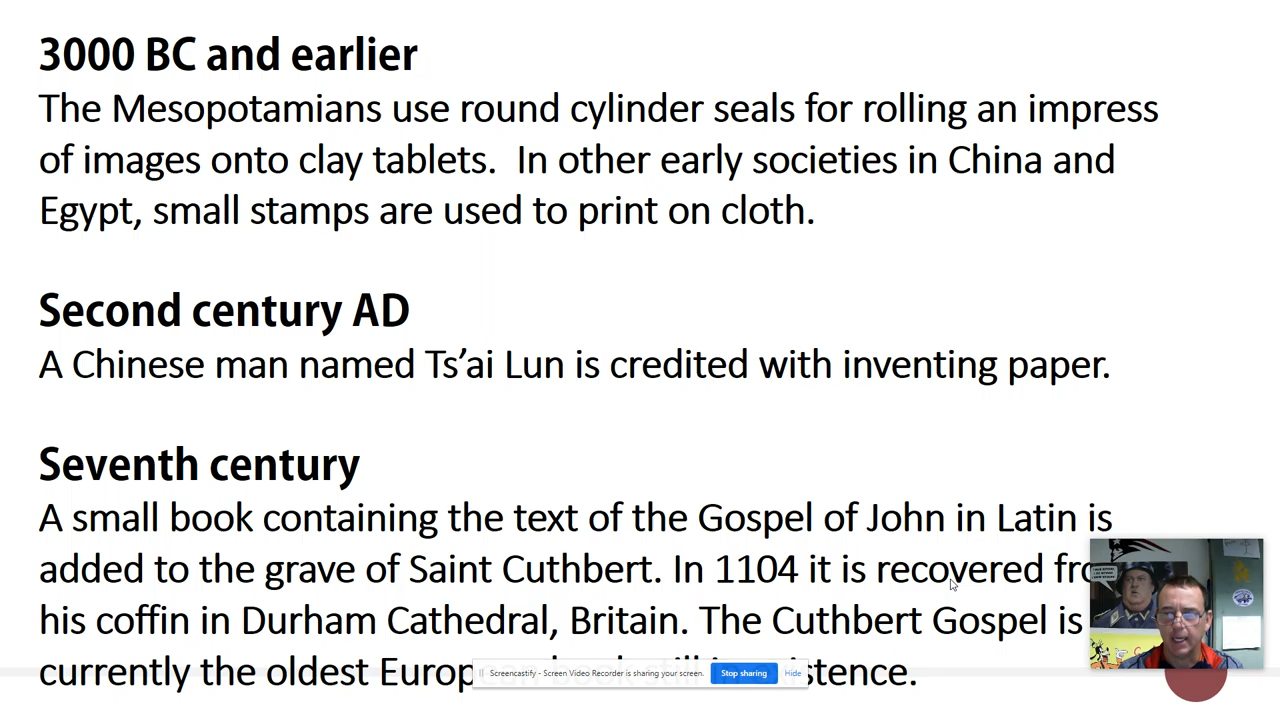 3000 BC and earlier
The Mesopotamians use round cylinder seals for rolling an impress
of images onto clay tablets.  In other early societies in China and
Egypt, small stamps are used to print on cloth.
Second century AD
A Chinese man named Ts’ai Lun is credited with inventing paper.
Seventh century
A small book containing the text of the Gospel of John in Latin is
added to the grave of Saint Cuthbert. In 1104 it is recovered
his coffin in Durham Cathedral, Britain. The Cuthbert Gospel is
currently the oldest European book still in existence.
Screencastify - Screen Video Recorder is sharing your screen.
Stop sharing
Hide